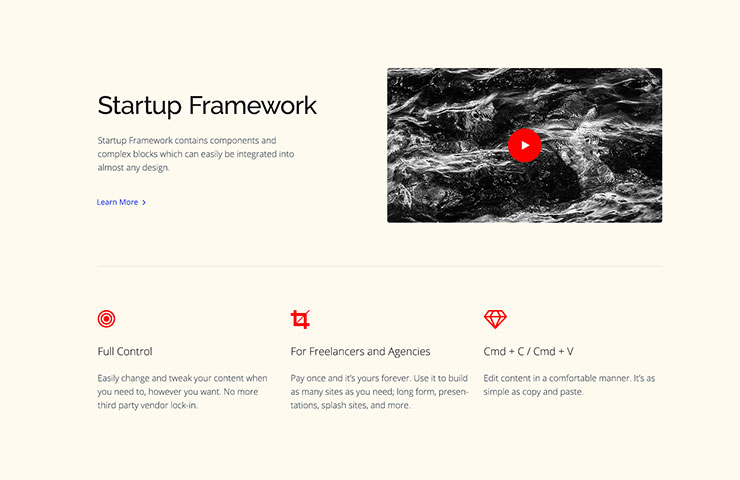 Startup Framework
Startup Framework contains components and
complex blocks which can easily be integrated into
almost any design.
Learn More
Full Control
Easily change and tweak your content when
you need to, however you want. No more
third party vendor lock-in.
For Freelancers and Agencies
Pay once and it's yours forever. Use it to build
as many sites as you need; long form, presen-
tations, splash sites, and more.
Cmd + C / Cmd + V
Edit content in a comfortable manner. It's as
simple as copy and paste.